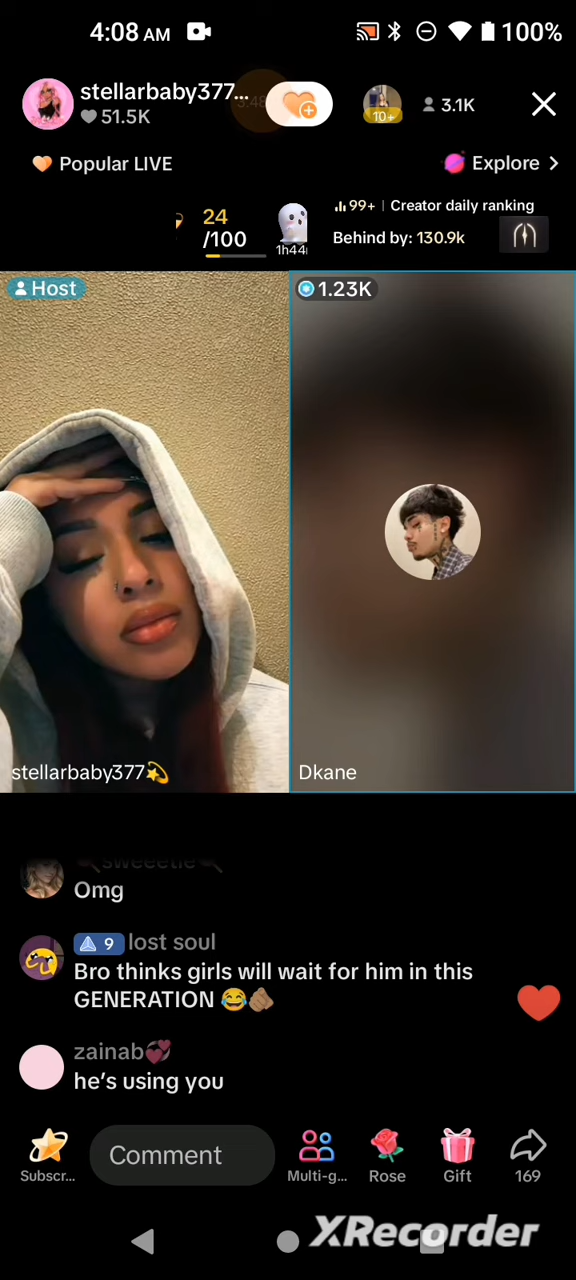 4:08 AM
100%
stellarbaby377...
51.5K
10+
3.1K
Popular LIVE
Explore >
24
/100
1h44
99+ | Creator daily ranking
Behind by: 130.9k
Host
1.23K
stellarbaby377💫
Dkane
sweeetie
Omg
9 lost soul
Bro thinks girls will wait for him in this
GENERATION 😂🫵🏽
zainab💞
he's using you
Subscr...
Comment
Multi-g...
Rose
Gift
169
XRecorder